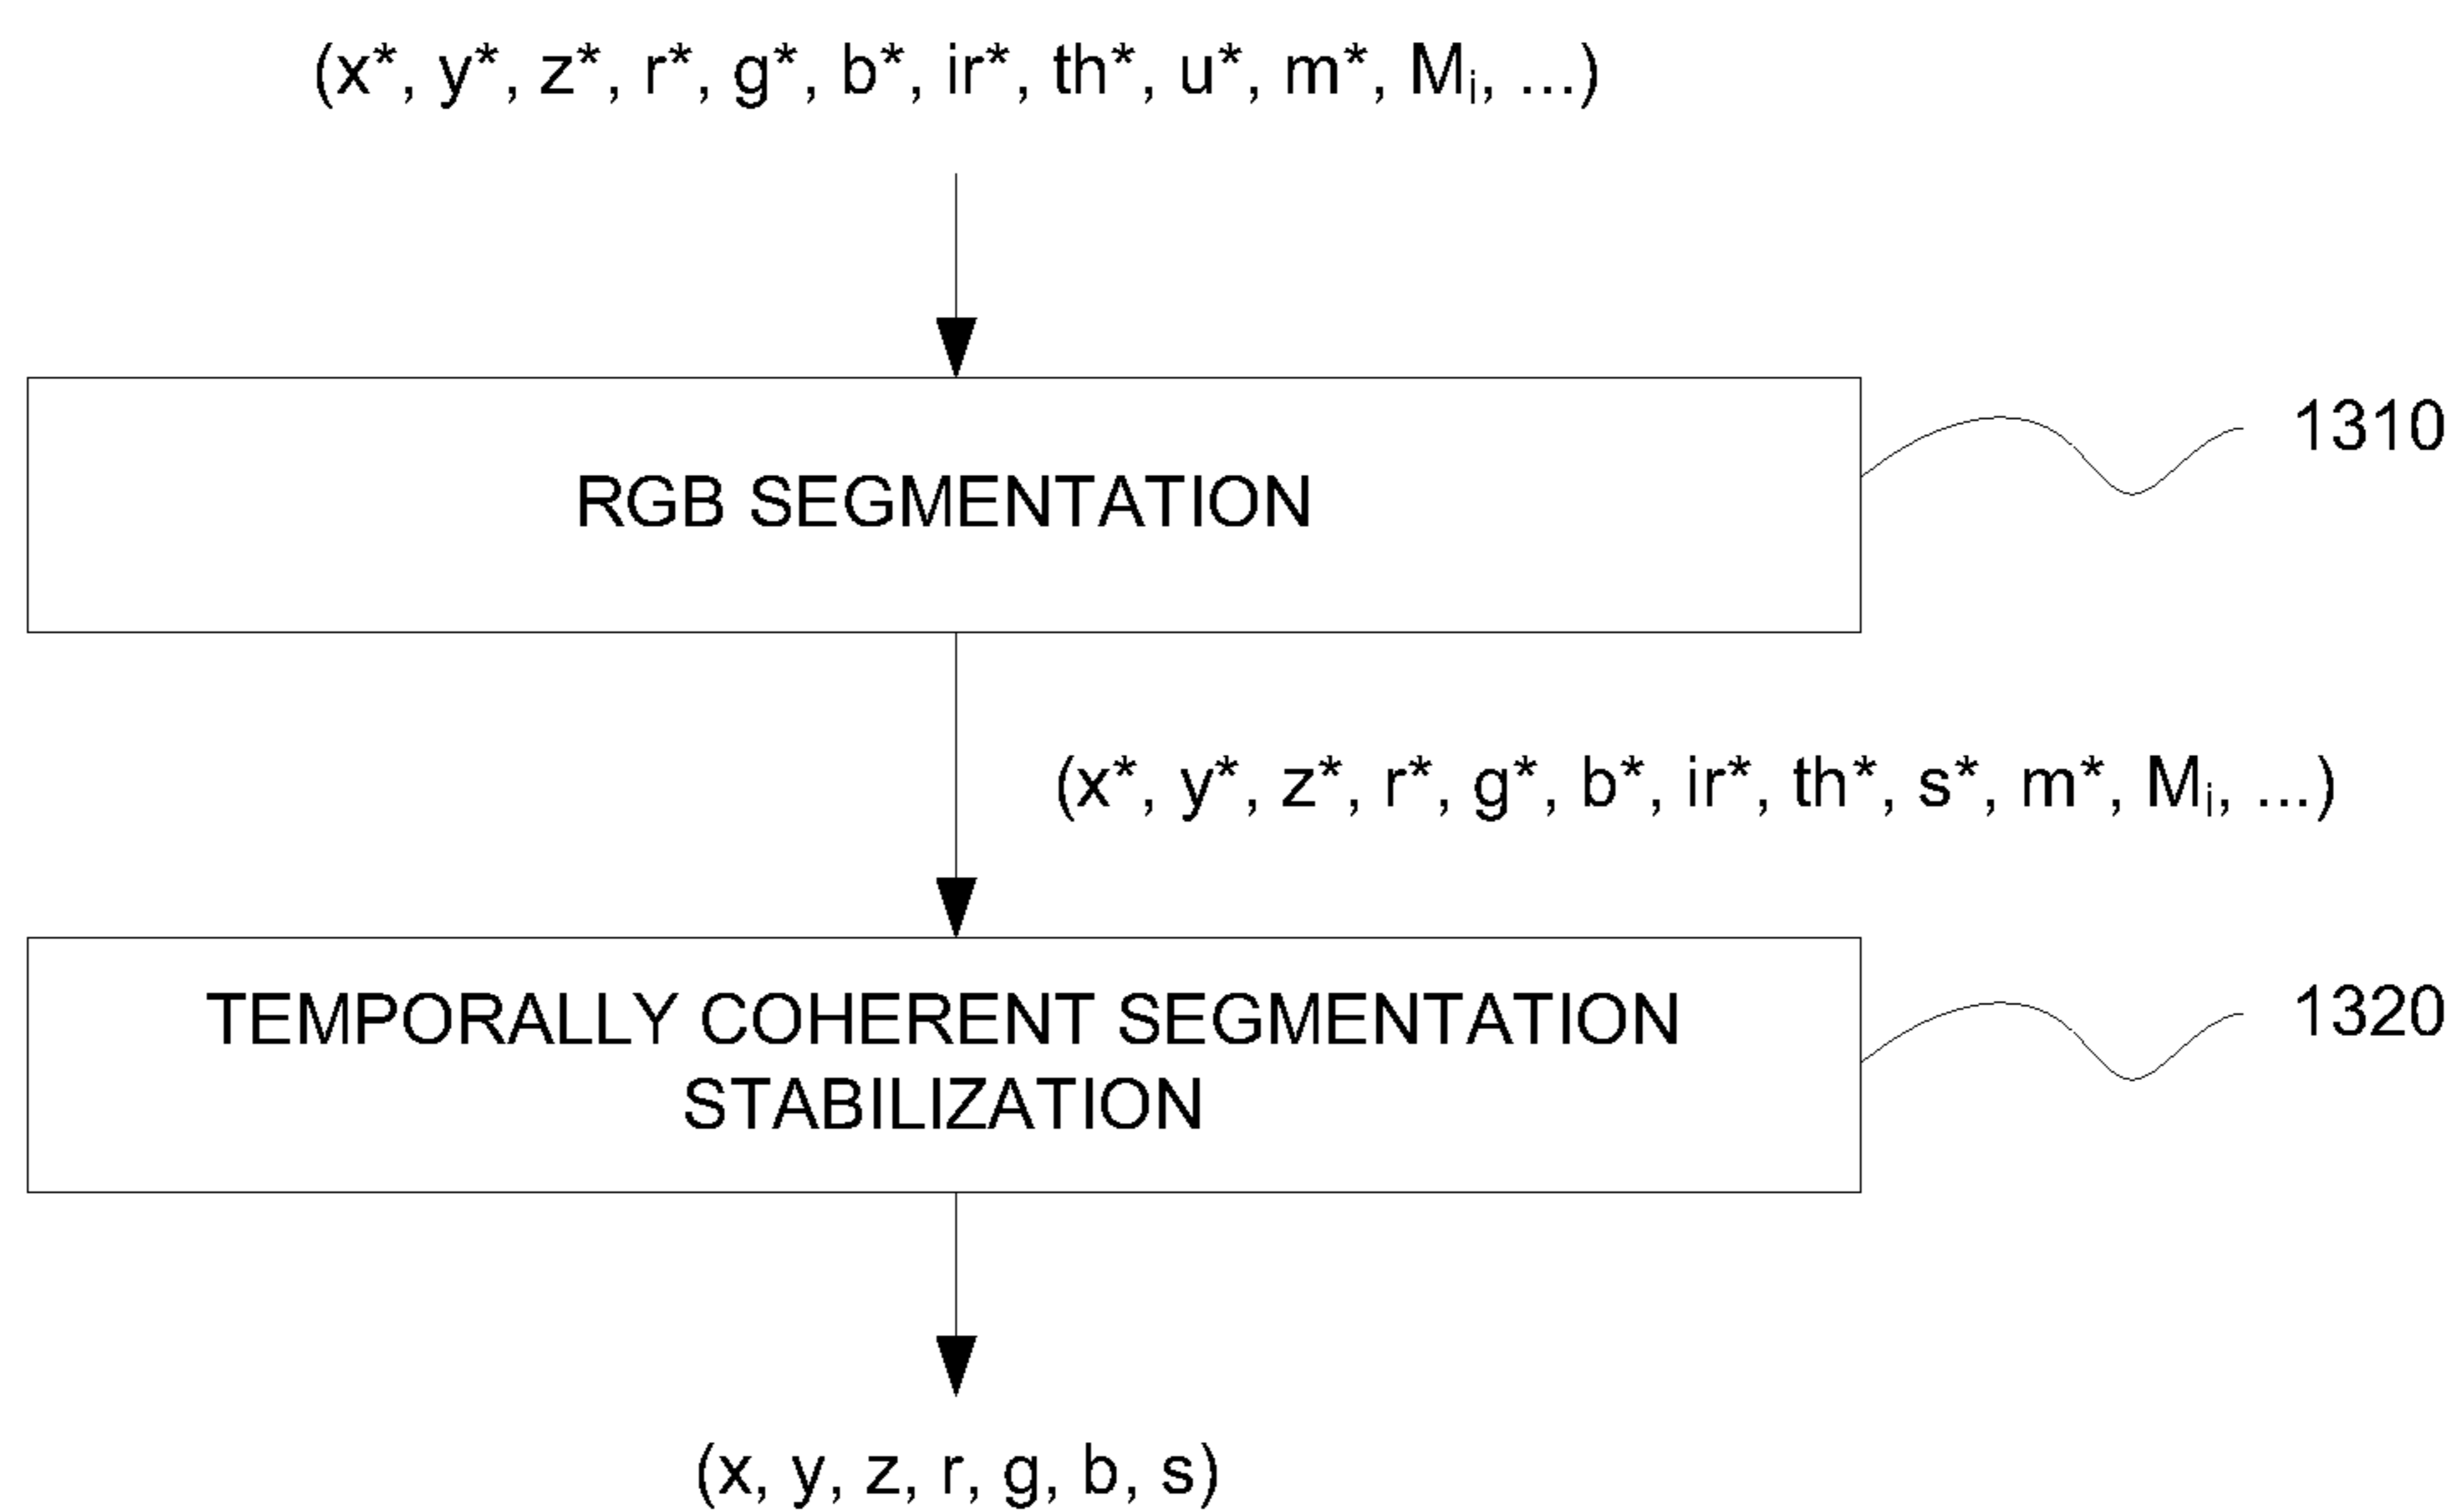 (x*, y*, z*, r*, g*, b*, ir*, th*, u*, m*, Mᵢ, ...)
1310
RGB SEGMENTATION
(x*, y*, z*, r*, g*, b*, ir*, th*, s*, m*, Mᵢ, ...)
1320
TEMPORALLY COHERENT SEGMENTATION
STABILIZATION
(x, y, z, r, g, b, s)